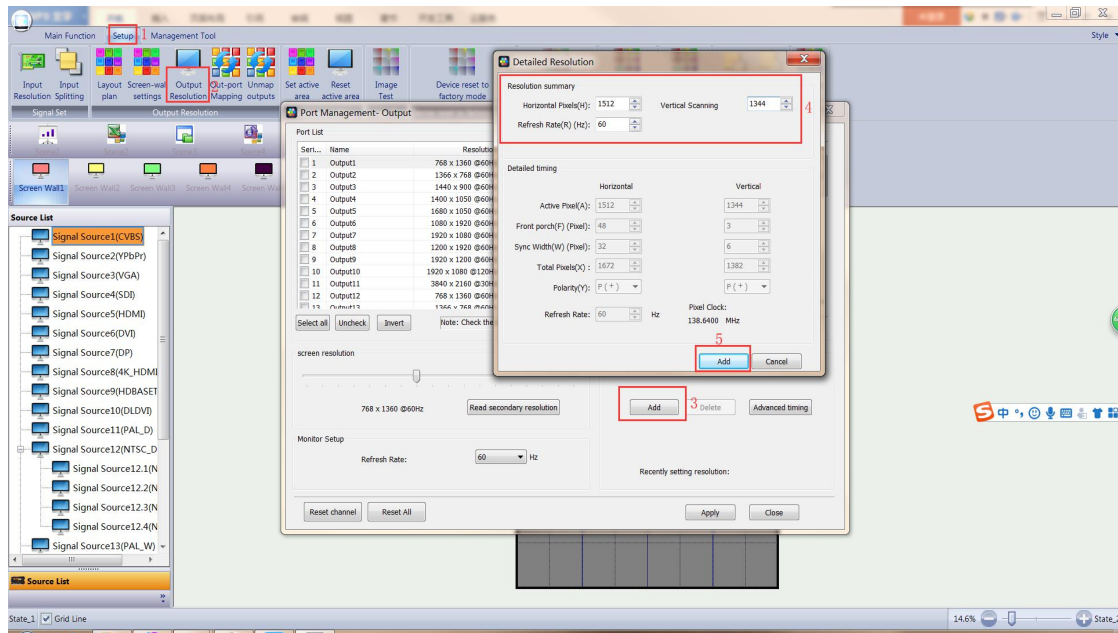 Main Function Setup 1 Management Tool Style
Input Resolution
Input Splitting
Layout plan
Screen-wal settings
Output Resolution
2
Out-port Mapping
Unmap outputs
Set active area
Reset active area
Image Test
Device reset to factory mode
Signal Set
Output Resolution
Screen Wall1 Screen Wall2 Screen Wall3 Screen Wall4 Screen Wa
Source List
Signal Source1(CVBS)
Signal Source2(YPbPr)
Signal Source3(VGA)
Signal Source4(SDI)
Signal Source5(HDMI)
Signal Source6(DVI)
Signal Source7(DP)
Signal Source8(4K_HDMI
Signal Source9(HDBASET
Signal Source10(DLDVI)
Signal Source11(PAL_D)
Signal Source12(NTSC_D
Signal Source12.1(N
Signal Source12.2(N
Signal Source12.3(N
Signal Source12.4(N
Signal Source13(PAL_W)
Source List
State_1 Grid Line
14.6% State_2
Port Management- Output
Port List
Seri... Name Resolutio
1 Output1 768 x 1360 @60H
2 Output2 1366 x 768 @60H
3 Output3 1440 x 900 @60H
4 Output4 1400 x 1050 @60H
5 Output5 1680 x 1050 @60H
6 Output6 1080 x 1920 @60H
7 Output7 1920 x 1080 @60H
8 Output8 1200 x 1920 @60H
9 Output9 1920 x 1200 @60H
10 Output10 1920 x 1080 @120H
11 Output11 3840 x 2160 @30H
12 Output12 768 x 1360 @60H
13 Output13 1366 x 768 @60H
Select all Uncheck Invert Note: Check the
screen resolution
768 x 1360 @60Hz Read secondary resolution
Add 3 Delete Advanced timing
Monitor Setup
Refresh Rate: 60 Hz
Recently setting resolution:
Reset channel Reset All Apply Close
Detailed Resolution
Resolution summary
Horizontal Pixels(H): 1512 Vertical Scanning 1344 4
Refresh Rate(R) (Hz): 60
Detailed timing
Horizontal Vertical
Active Pixel(A): 1512 1344
Front porch(F) (Pixel): 48 3
Sync Width(W) (Pixel): 32 6
Total Pixels(X) : 1672 1382
Polarity(Y): P(+) P(+)
Refresh Rate: 60 Hz
Pixel Clock:
138.6400 MHz
5
Add Cancel
中